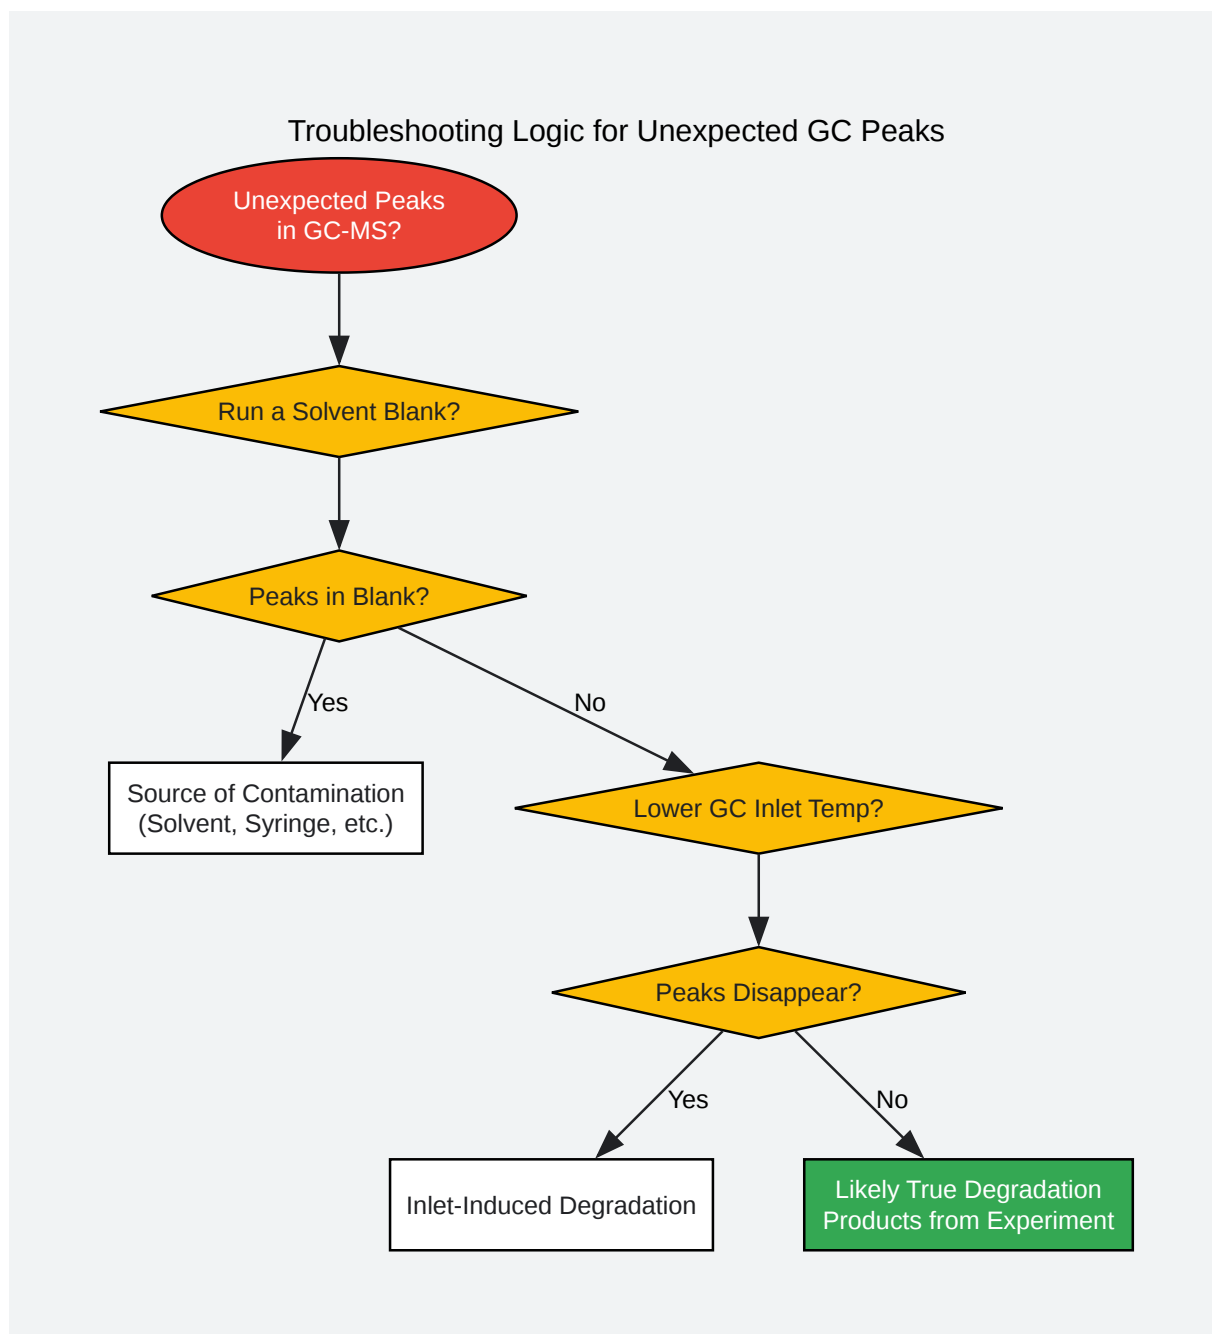 Troubleshooting Logic for Unexpected GC Peaks
Unexpected Peaks
in GC-MS?
Run a Solvent Blank?
Peaks in Blank?
Yes
No
Source of Contamination
(Solvent, Syringe, etc.)
Lower GC Inlet Temp?
Peaks Disappear?
Yes
No
Inlet-Induced Degradation
Likely True Degradation
Products from Experiment